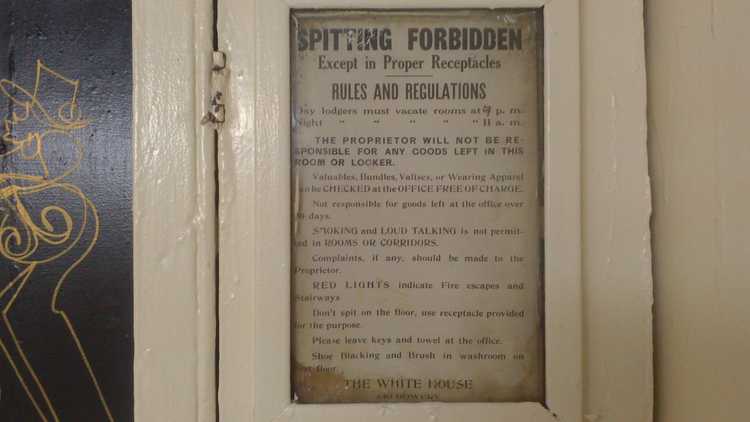 SPITTING FORBIDDEN
Except in Proper Receptacles
RULES AND REGULATIONS
Day lodgers must vacate rooms at 9 p. m.
Night " " " " " 11 a. m.
THE PROPRIETOR WILL NOT BE RE-
SPONSIBLE FOR ANY GOODS LEFT IN THIS
ROOM OR LOCKER.
Valuables, Bundles, Valises, or Wearing Apparel
can be CHECKED at the OFFICE FREE OF CHARGE.
Not responsible for goods left at the office over
30 days.
SMOKING and LOUD TALKING is not permit-
ted in ROOMS OR CORRIDORS.
Complaints, if any, should be made to the
Proprietor.
RED LIGHTS indicate Fire escapes and
Stairways
Don't spit on the floor, use receptacle provided
for the purpose.
Please leave keys and towel at the office.
Shoe Blacking and Brush in washroom on
floor
THE WHITE HOUSE
340 BOWERY